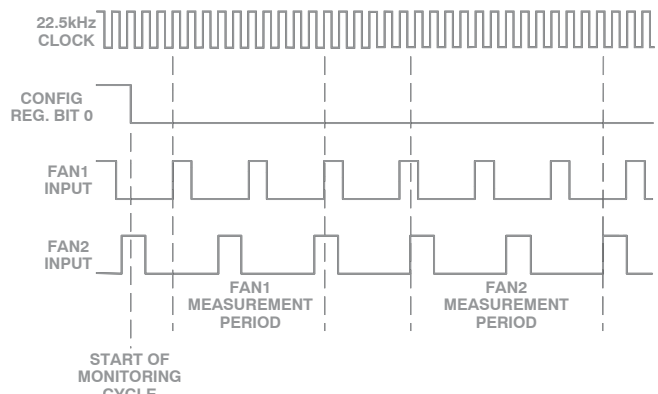 22.5kHz
CLOCK
CONFIG
REG. BIT 0
FAN1
INPUT
FAN2
INPUT
FAN1
MEASUREMENT
PERIOD
FAN2
MEASUREMENT
PERIOD
START OF
MONITORING
CYCLE